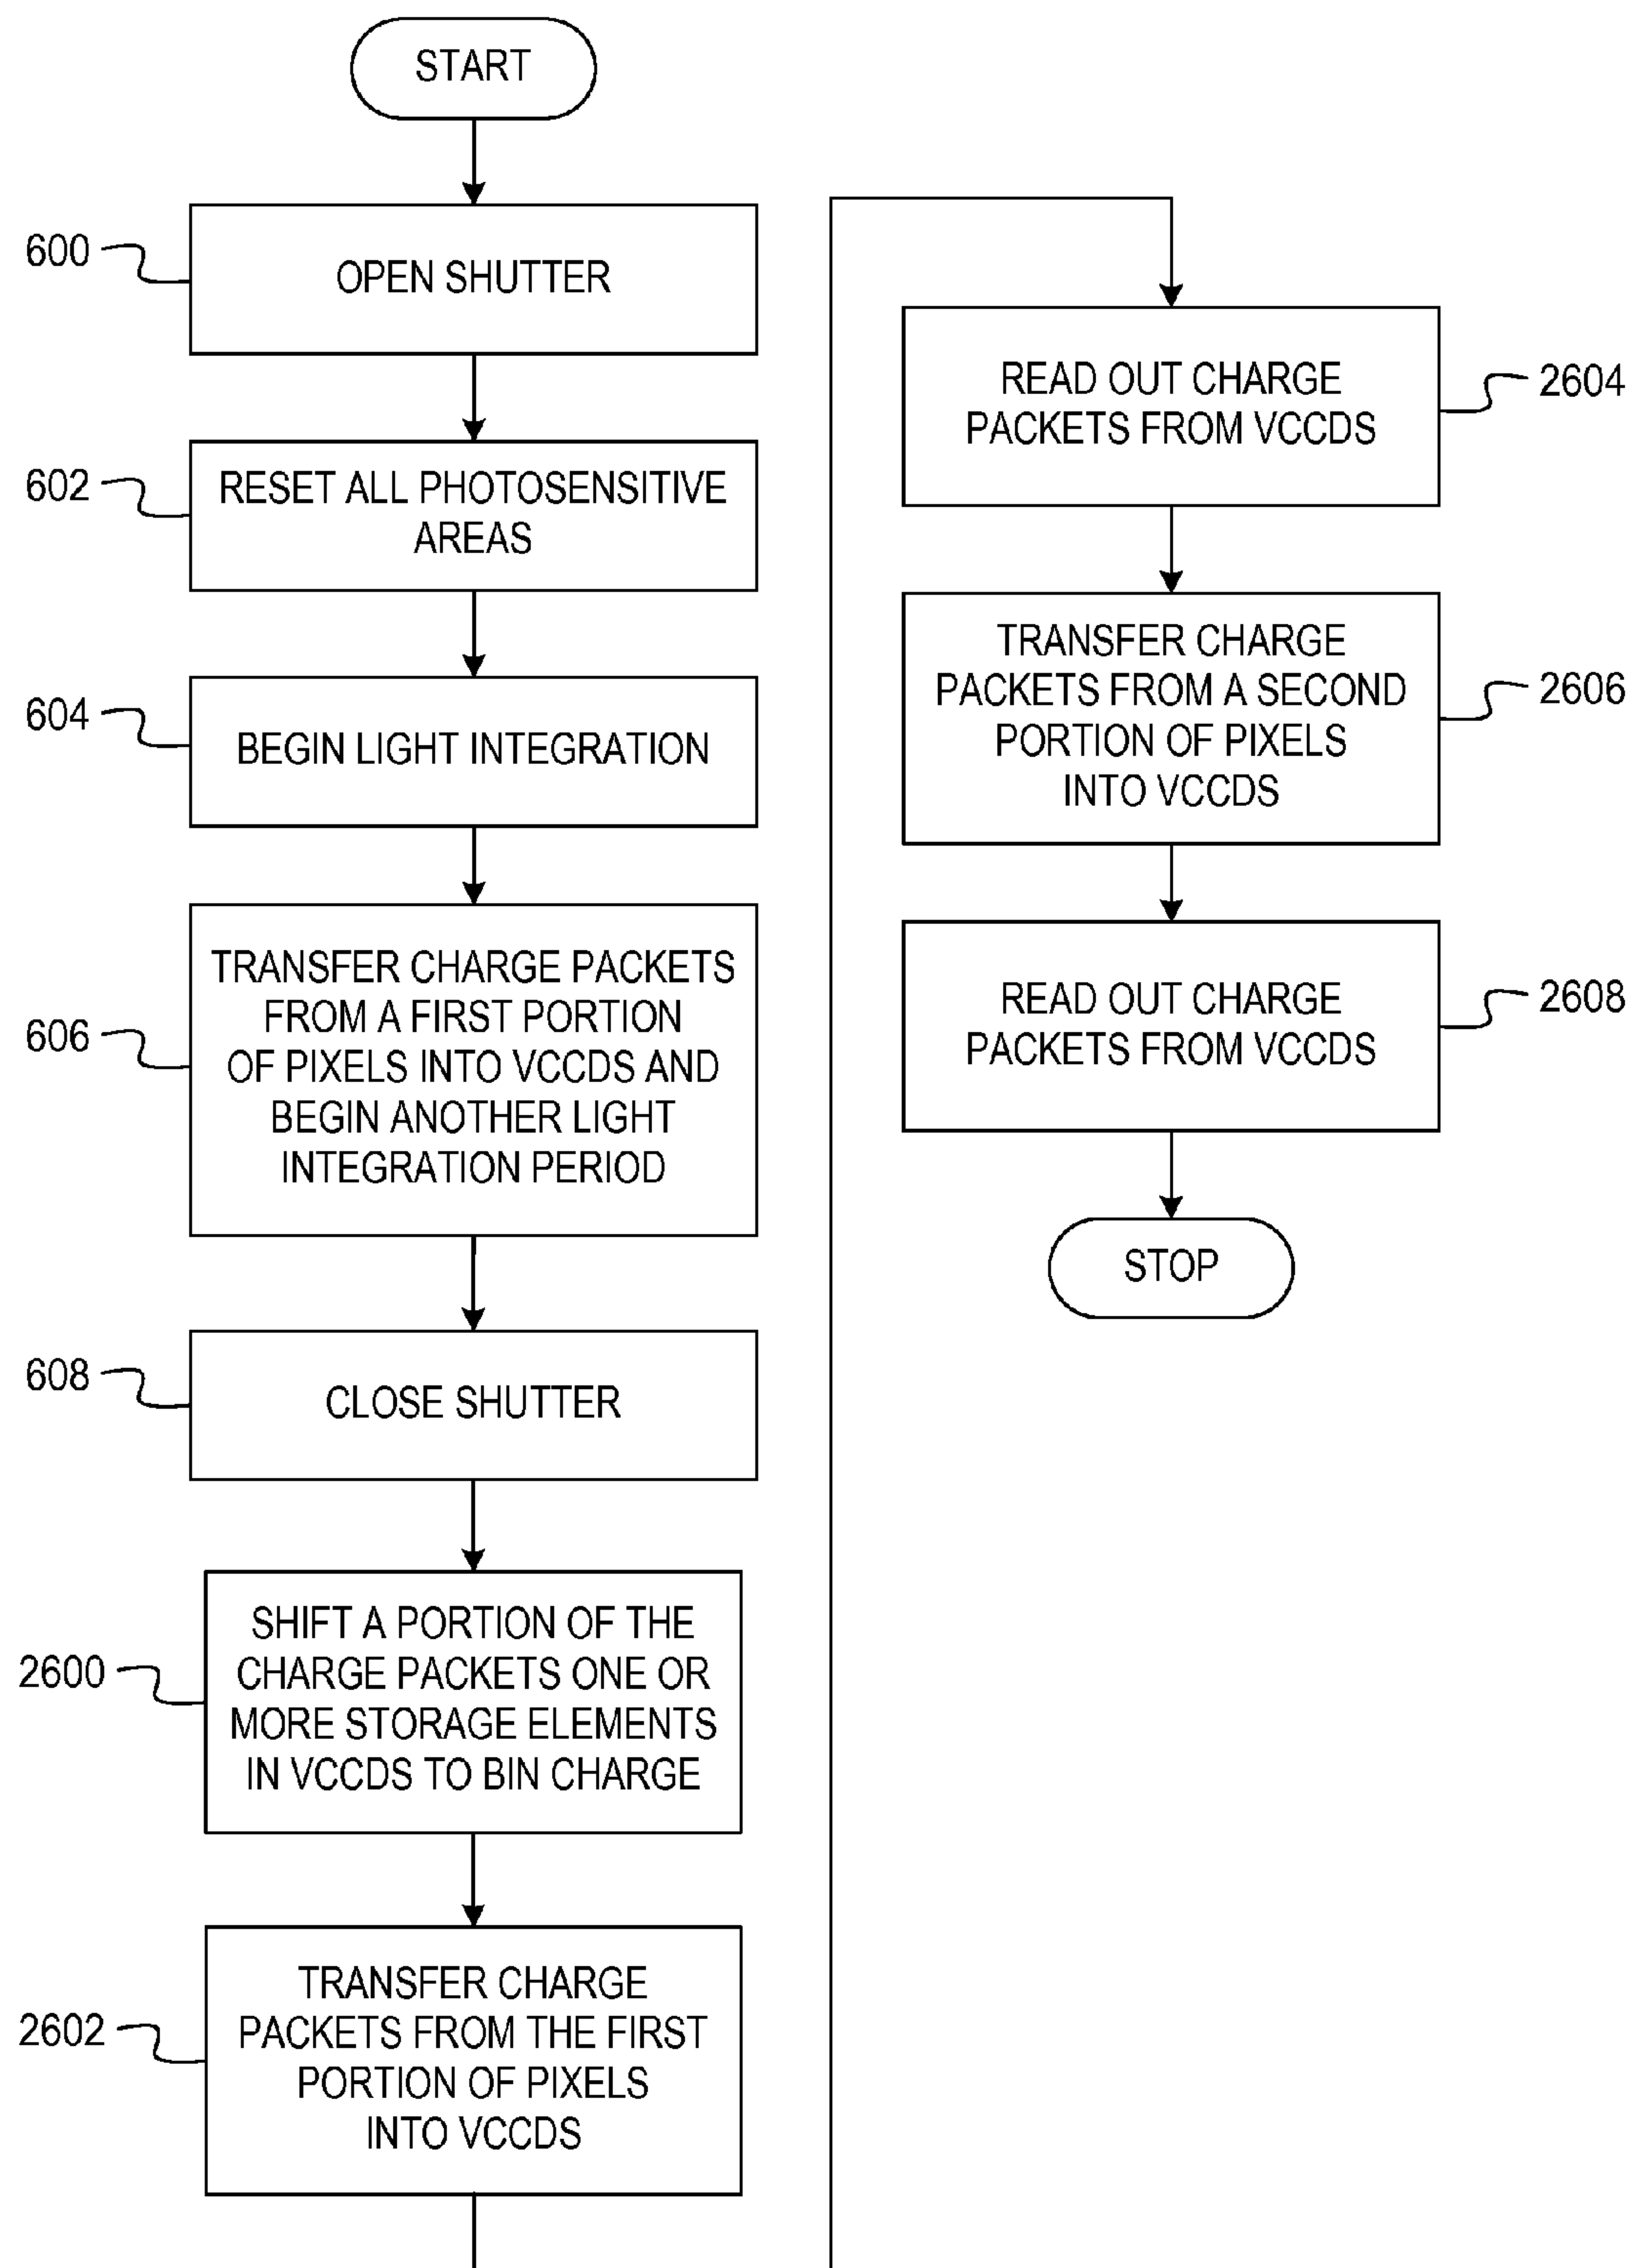 START
600
OPEN SHUTTER
602
RESET ALL PHOTOSENSITIVE
AREAS
604
BEGIN LIGHT INTEGRATION
606
TRANSFER CHARGE PACKETS
FROM A FIRST PORTION
OF PIXELS INTO VCCDS AND
BEGIN ANOTHER LIGHT
INTEGRATION PERIOD
608
CLOSE SHUTTER
2600
SHIFT A PORTION OF THE
CHARGE PACKETS ONE OR
MORE STORAGE ELEMENTS
IN VCCDS TO BIN CHARGE
2602
TRANSFER CHARGE
PACKETS FROM THE FIRST
PORTION OF PIXELS
INTO VCCDS
READ OUT CHARGE
PACKETS FROM VCCDS
2604
TRANSFER CHARGE
PACKETS FROM A SECOND
PORTION OF PIXELS
INTO VCCDS
2606
READ OUT CHARGE
PACKETS FROM VCCDS
2608
STOP